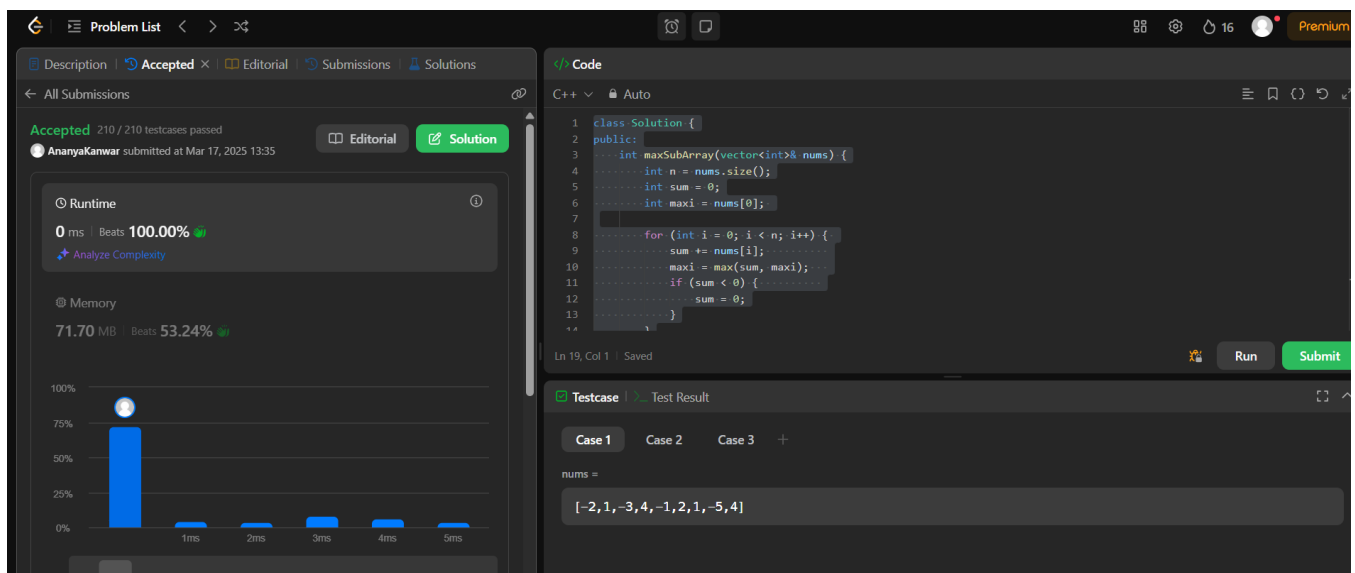 Problem List
16
Premium
Description | Accepted × | Editorial | Submissions | Solutions
← All Submissions
Accepted 210 / 210 testcases passed
AnanyaKanwar submitted at Mar 17, 2025 13:35
Editorial
Solution
Runtime
0 ms | Beats 100.00%
Analyze Complexity
Memory
71.70 MB | Beats 53.24%
100%
75%
50%
25%
0%
1ms 2ms 3ms 4ms 5ms
</> Code
C++ Auto
1 class Solution {
2 public:
3 int maxSubArray(vector<int>& nums) {
4 int n = nums.size();
5 int sum = 0;
6 int maxi = nums[0];
7
8 for (int i = 0; i < n; i++) {
9 sum += nums[i];
10 maxi = max(sum, maxi);
11 if (sum < 0) {
12 sum = 0;
13 }
14 }
Ln 19, Col 1 | Saved
Run
Submit
Testcase | >_ Test Result
Case 1 Case 2 Case 3 +
nums =
[-2,1,-3,4,-1,2,1,-5,4]